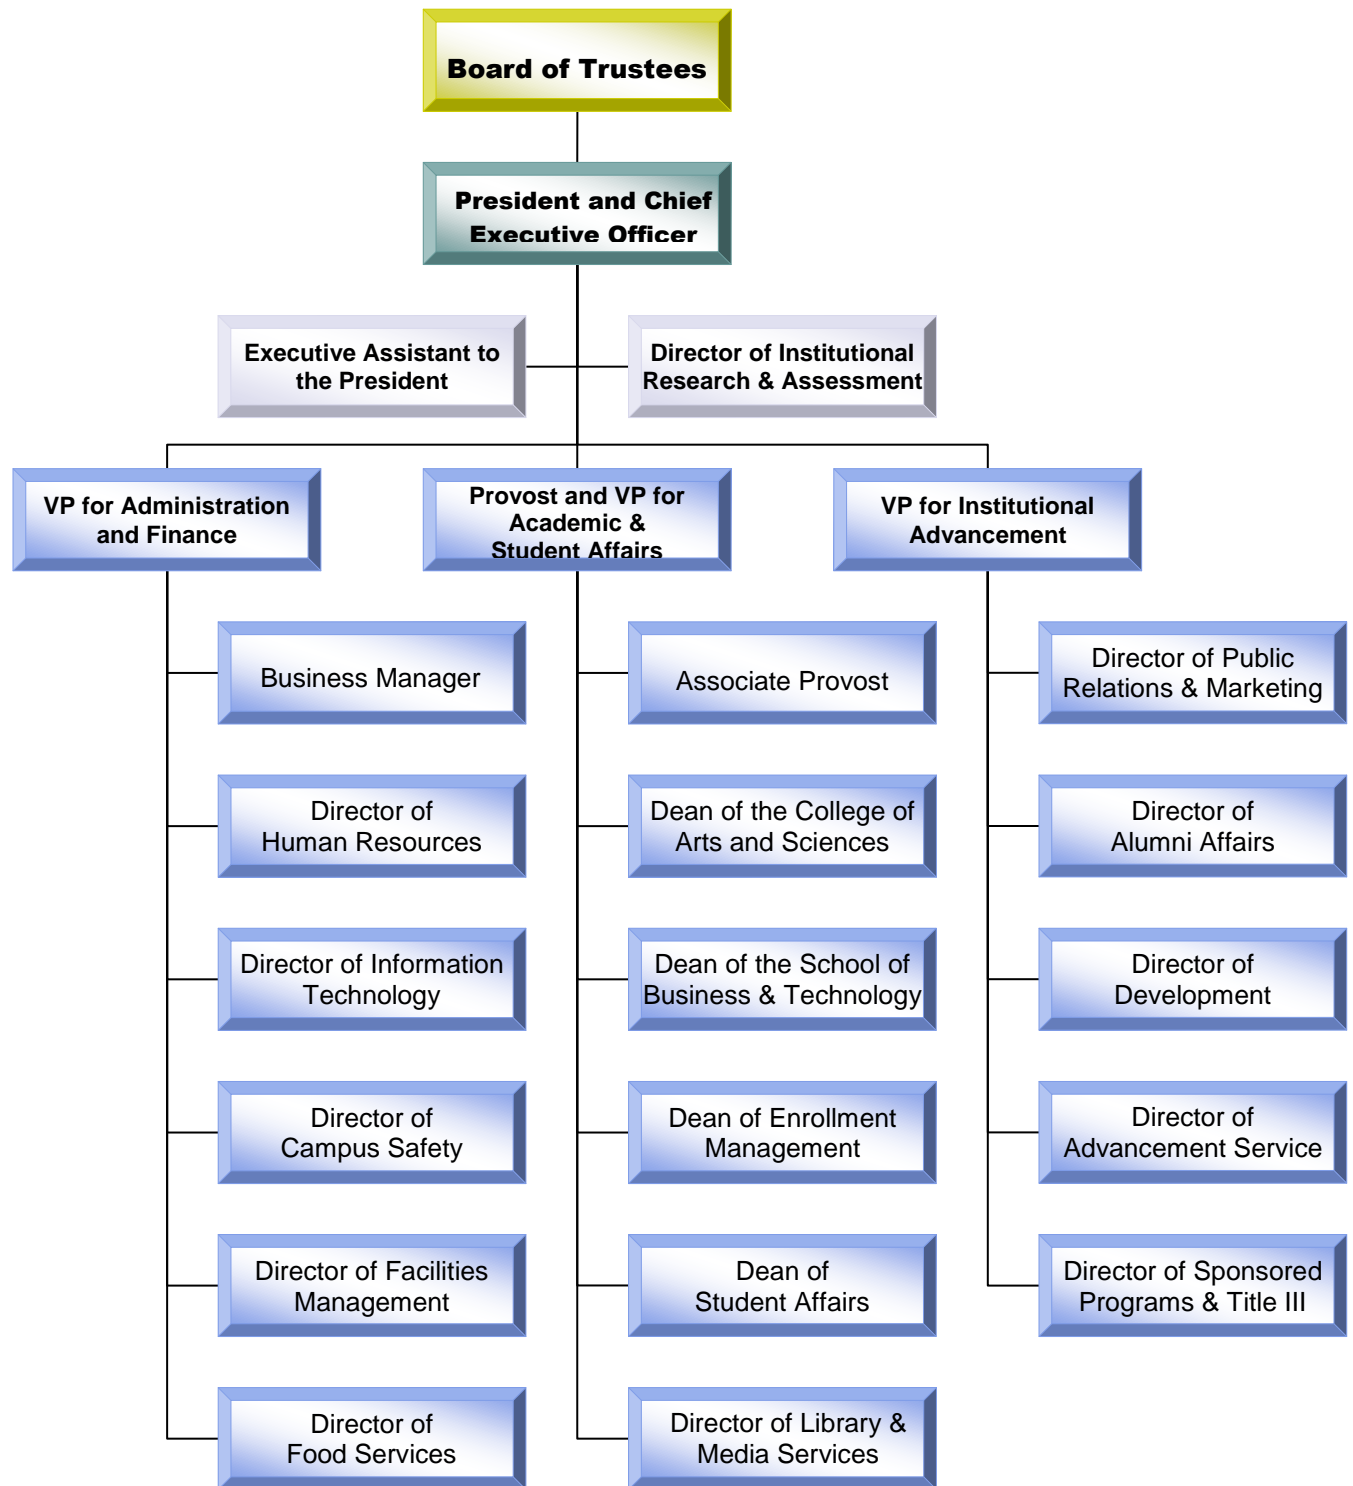 Board of Trustees
President and Chief
Executive Officer
Executive Assistant to
the President
Director of Institutional
Research & Assessment
VP for Administration
and Finance
Provost and VP for
Academic &
Student Affairs
VP for Institutional
Advancement
Business Manager
Associate Provost
Director of Public
Relations & Marketing
Director of
Human Resources
Dean of the College of
Arts and Sciences
Director of
Alumni Affairs
Director of Information
Technology
Dean of the School of
Business & Technology
Director of
Development
Director of
Campus Safety
Dean of Enrollment
Management
Director of
Advancement Service
Director of Facilities
Management
Dean of
Student Affairs
Director of Sponsored
Programs & Title III
Director of
Food Services
Director of Library &
Media Services